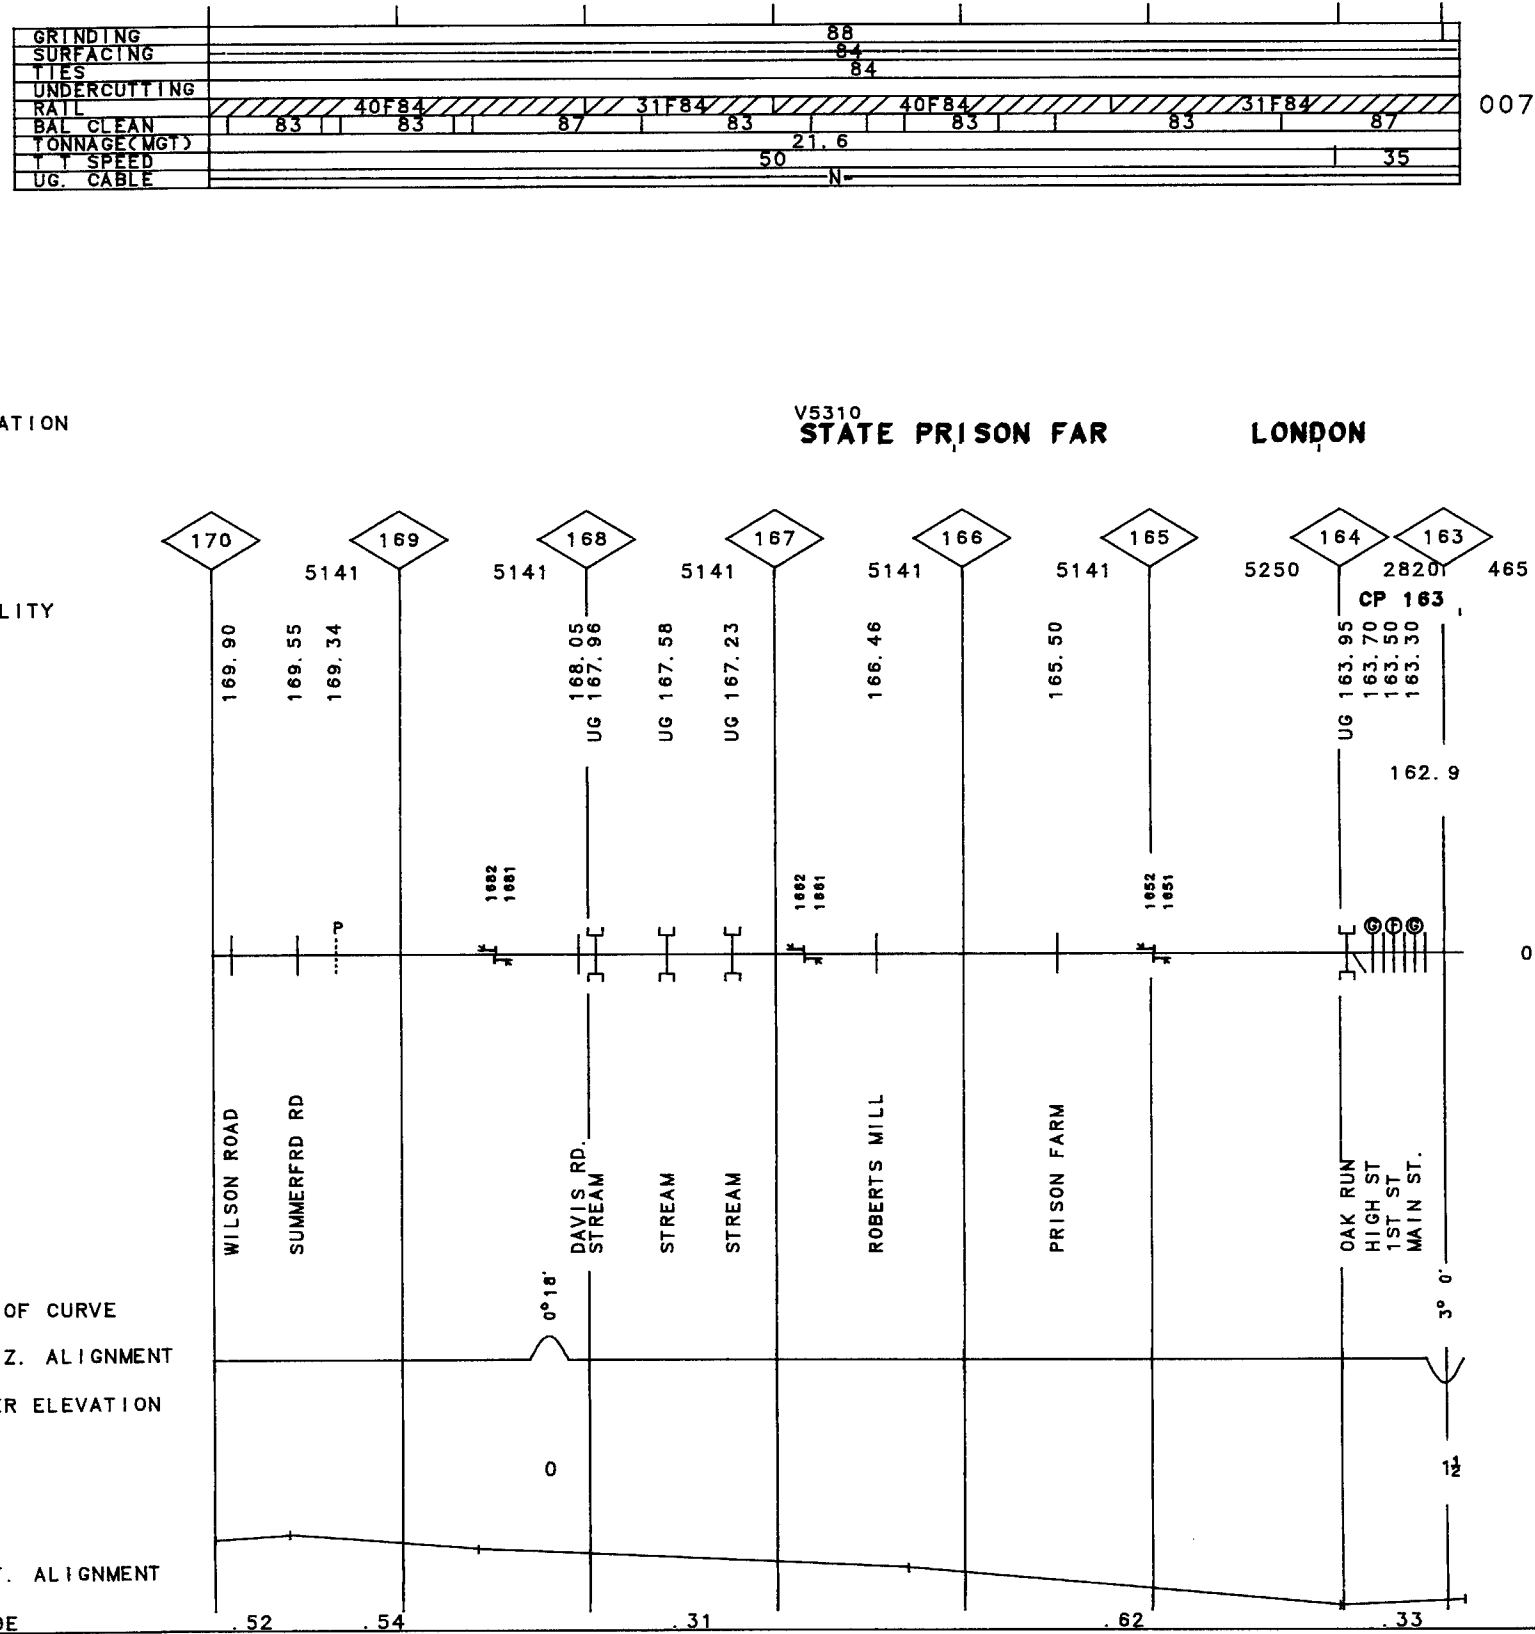 GRINDING 88
SURFACING 84
TIES 84
UNDERCUTTING
RAIL 40F84 31F84 40F84 31F84 007
BAL CLEAN 83 83 87 83 83 83 87
TONNAGE(MGT) 21.6
T T SPEED 50 35
UG. CABLE N
ATION
V5310
STATE PRISON FAR LONDON
170 169 168 167 166 165 164 163
5141 5141 5141 5141 5141 5250 2820 465
LITY
CP 163
169.90
169.55
169.34
168.05
UG 167.96
UG 167.58
UG 167.23
166.46
165.50
UG 163.95
163.70
163.50
163.30
162.9
1682
1681
1662
1661
1652
1651
P
G F G
0
WILSON ROAD
SUMMERFRD RD
DAVIS RD.
STREAM
STREAM
STREAM
ROBERTS MILL
PRISON FARM
OAK RUN
HIGH ST
1ST ST
MAIN ST.
OF CURVE 0°18' 3° 0'
Z. ALIGNMENT
ER ELEVATION
0 1½
T. ALIGNMENT
DE .52 .54 .31 .62 .33